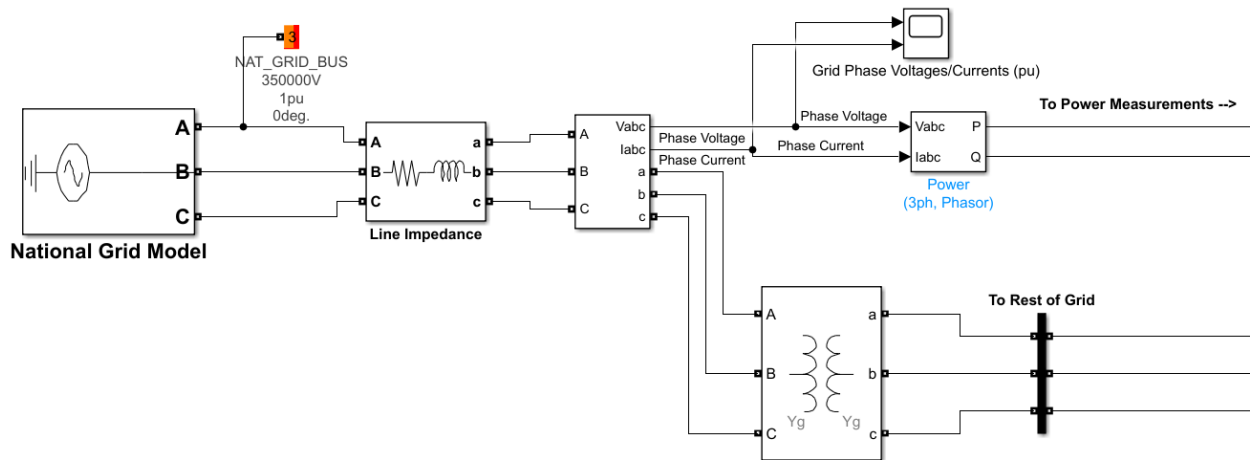 3
NAT_GRID_BUS
350000V
1pu
0deg.
A
B
C
National Grid Model
A
B
C
a
b
c
Line Impedance
A
B
C
Vabc
Iabc
a
b
c
Phase Voltage
Phase Current
Grid Phase Voltages/Currents (pu)
Phase Voltage
Phase Current
Vabc
Iabc
P
Q
Power
(3ph, Phasor)
To Power Measurements -->
A
B
C
a
b
c
Yg
Yg
To Rest of Grid